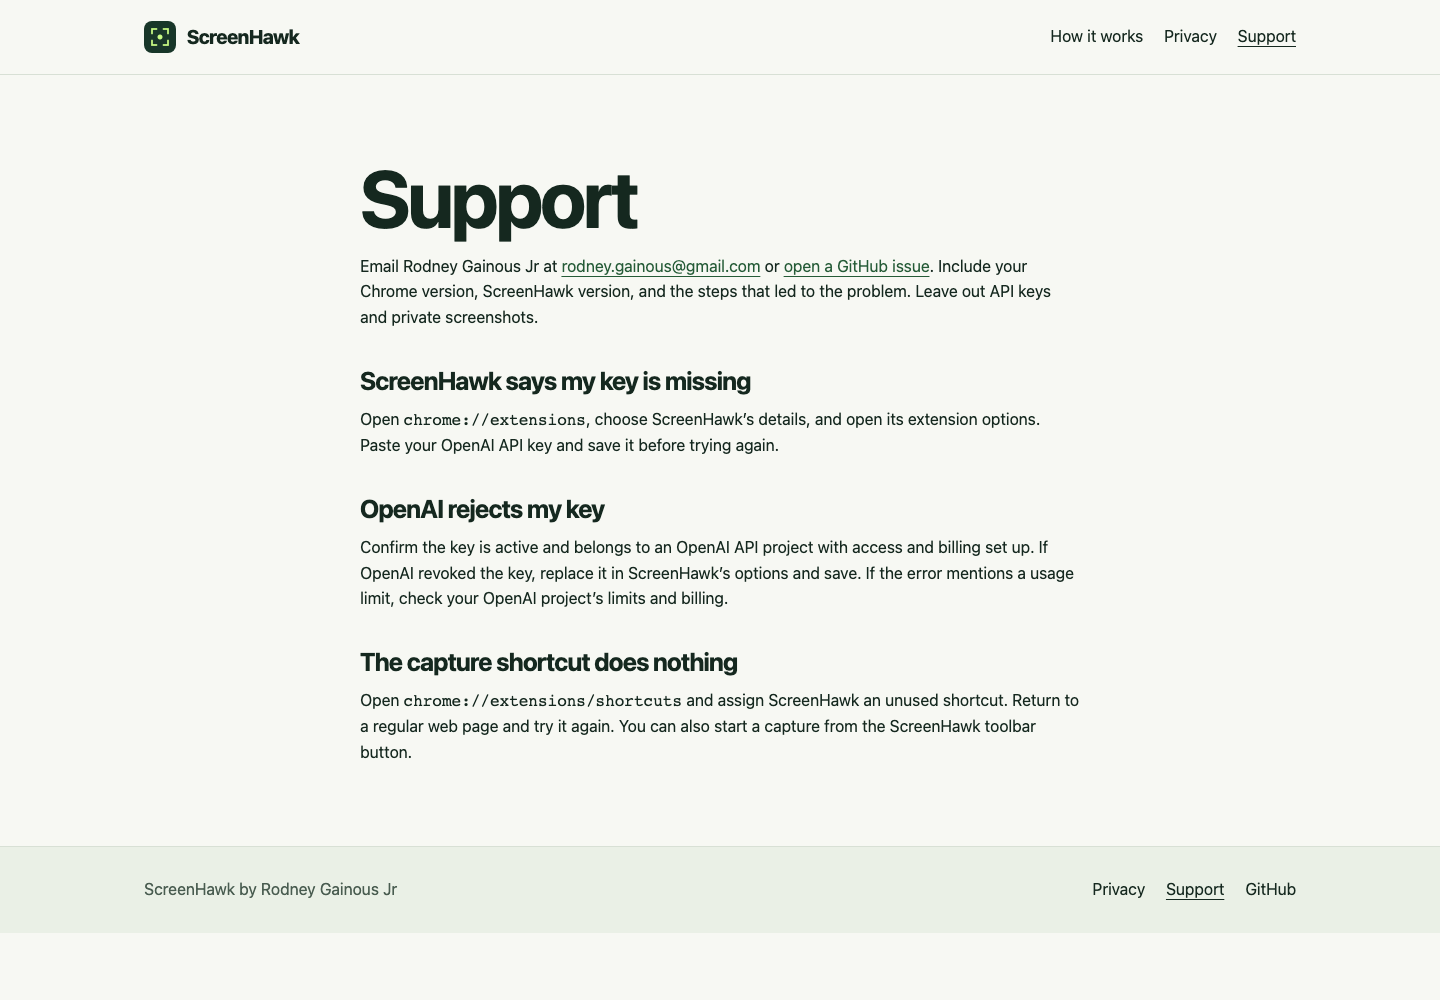 ScreenHawk
How it works Privacy Support
Support
Email Rodney Gainous Jr at rodney.gainous@gmail.com or open a GitHub issue. Include your
Chrome version, ScreenHawk version, and the steps that led to the problem. Leave out API keys
and private screenshots.
ScreenHawk says my key is missing
Open chrome://extensions, choose ScreenHawk’s details, and open its extension options.
Paste your OpenAI API key and save it before trying again.
OpenAI rejects my key
Confirm the key is active and belongs to an OpenAI API project with access and billing set up. If
OpenAI revoked the key, replace it in ScreenHawk’s options and save. If the error mentions a usage
limit, check your OpenAI project’s limits and billing.
The capture shortcut does nothing
Open chrome://extensions/shortcuts and assign ScreenHawk an unused shortcut. Return to
a regular web page and try it again. You can also start a capture from the ScreenHawk toolbar
button.
ScreenHawk by Rodney Gainous Jr
Privacy Support GitHub